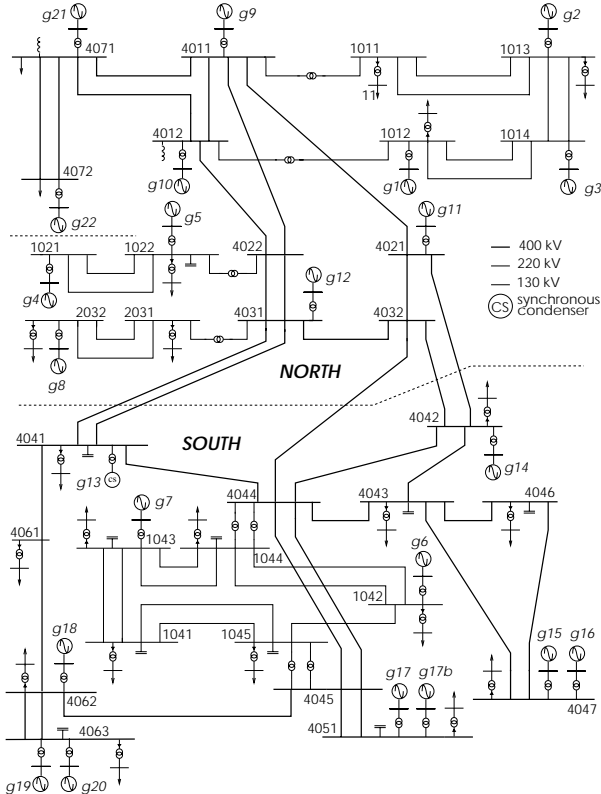 g21
g9
g2
4071
4011
1011
1013
11
4012
1012
1014
g10
g1
g3
4072
g22
g5
g11
1021
1022
4022
4021
g12
g4
400 kV
220 kV
130 kV
CS synchronous condenser
2032
2031
4031
4032
g8
NORTH
SOUTH
4042
4041
g13
CS
g14
g7
4044
4043
4046
4061
1043
1044
g6
1042
g18
1041
1045
g15
g16
g17
g17b
4062
4045
4047
4051
4063
g19
g20